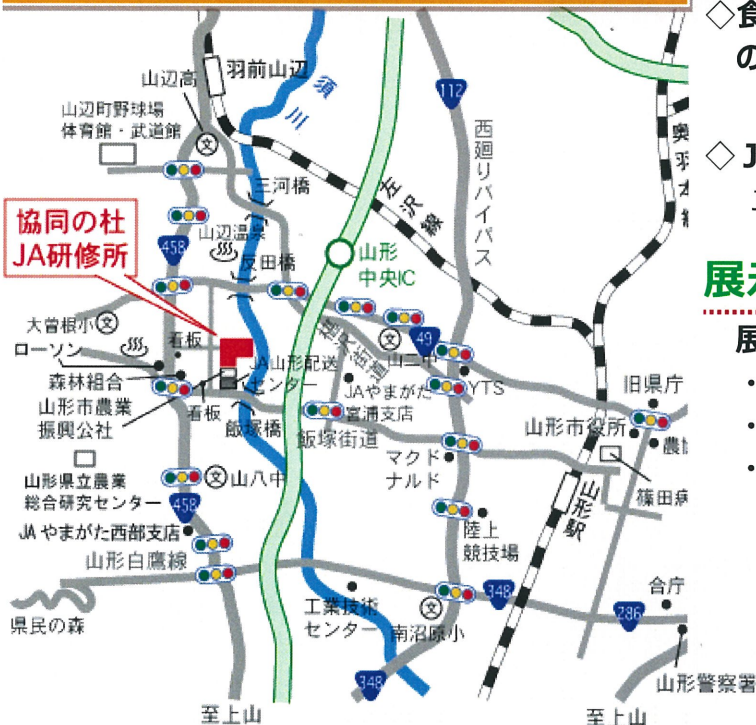 羽前山辺
山辺高
須川
112
山辺町野球場
体育館・武道館
文
西廻りバイパス
奥羽本線
三河橋
左沢線
協同の杜
JA研修所
458
山辺温泉
反田橋
山形
中央IC
大曽根小
文
ローソン
看板
森林組合
山形市農業
振興公社
看板
JA山形配送
センター
飯塚橋
文
山二中
49
JAやまがた
宮浦支店
YTS
飯塚街道
旧県庁
山形市役所
マクド
ナルド
山形県立農業
総合研究センター
文
山八中
458
JAやまがた西部支店
山形白鷹線
陸上
競技場
山形駅
県民の森
工業技術
センター
文
南沼原小
348
348
合庁
286
山形警察署
至上山
至上山
◇食
の
◇J
展
・
・
・